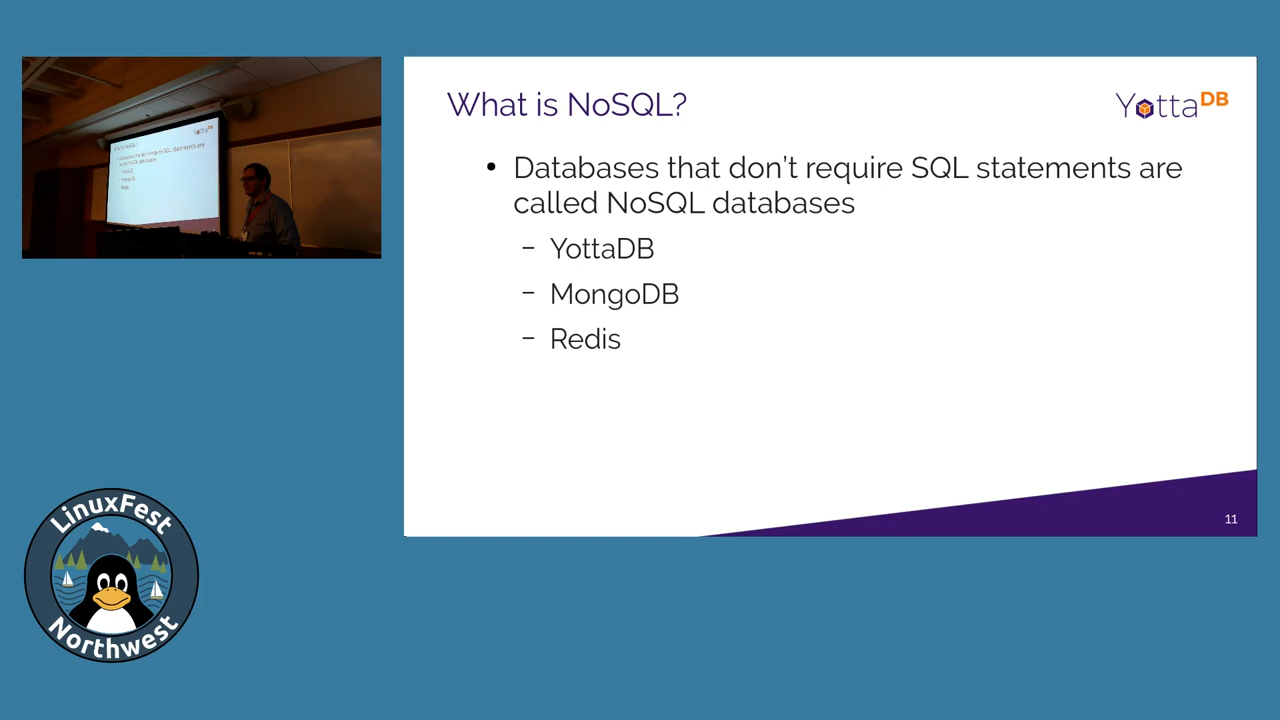 What is NoSQL?
YottaDB
• Databases that don't require SQL statements are
called NoSQL databases
– YottaDB
– MongoDB
– Redis
11
LinuxFest
Northwest